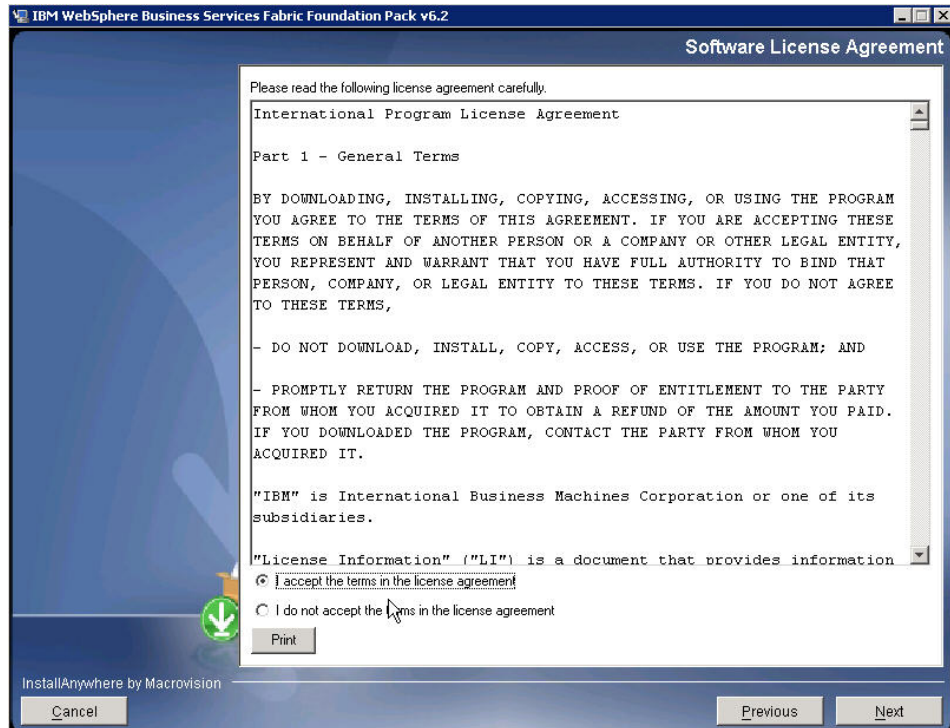 IBM WebSphere Business Services Fabric Foundation Pack v6.2
Software License Agreement
Please read the following license agreement carefully.
International Program License Agreement
Part 1 - General Terms
BY DOWNLOADING, INSTALLING, COPYING, ACCESSING, OR USING THE PROGRAM
YOU AGREE TO THE TERMS OF THIS AGREEMENT. IF YOU ARE ACCEPTING THESE
TERMS ON BEHALF OF ANOTHER PERSON OR A COMPANY OR OTHER LEGAL ENTITY,
YOU REPRESENT AND WARRANT THAT YOU HAVE FULL AUTHORITY TO BIND THAT
PERSON, COMPANY, OR LEGAL ENTITY TO THESE TERMS. IF YOU DO NOT AGREE
TO THESE TERMS,
- DO NOT DOWNLOAD, INSTALL, COPY, ACCESS, OR USE THE PROGRAM; AND
- PROMPTLY RETURN THE PROGRAM AND PROOF OF ENTITLEMENT TO THE PARTY
FROM WHOM YOU ACQUIRED IT TO OBTAIN A REFUND OF THE AMOUNT YOU PAID.
IF YOU DOWNLOADED THE PROGRAM, CONTACT THE PARTY FROM WHOM YOU
ACQUIRED IT.
"IBM" is International Business Machines Corporation or one of its
subsidiaries.
"License Information" ("LI") is a document that provides information
I accept the terms in the license agreement
I do not accept the terms in the license agreement
Print
InstallAnywhere by Macrovision
Cancel
Previous
Next